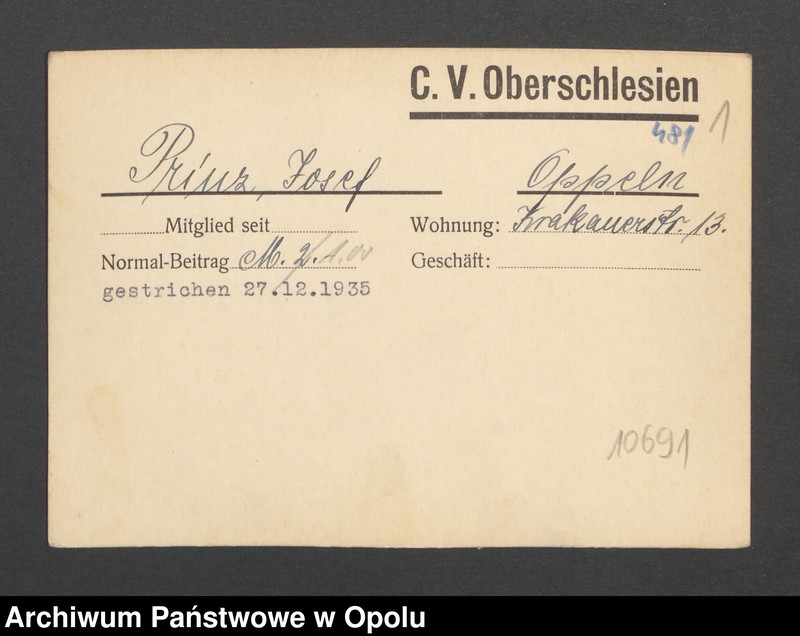 C. V. Oberschlesien
481 1
Prinz, Josef Oppeln
Mitglied seit Wohnung: Krakauerstr. 13.
Normal-Beitrag M. 2. 1.00 Geschäft:
gestrichen 27.12.1935
10691
Archiwum Państwowe w Opolu